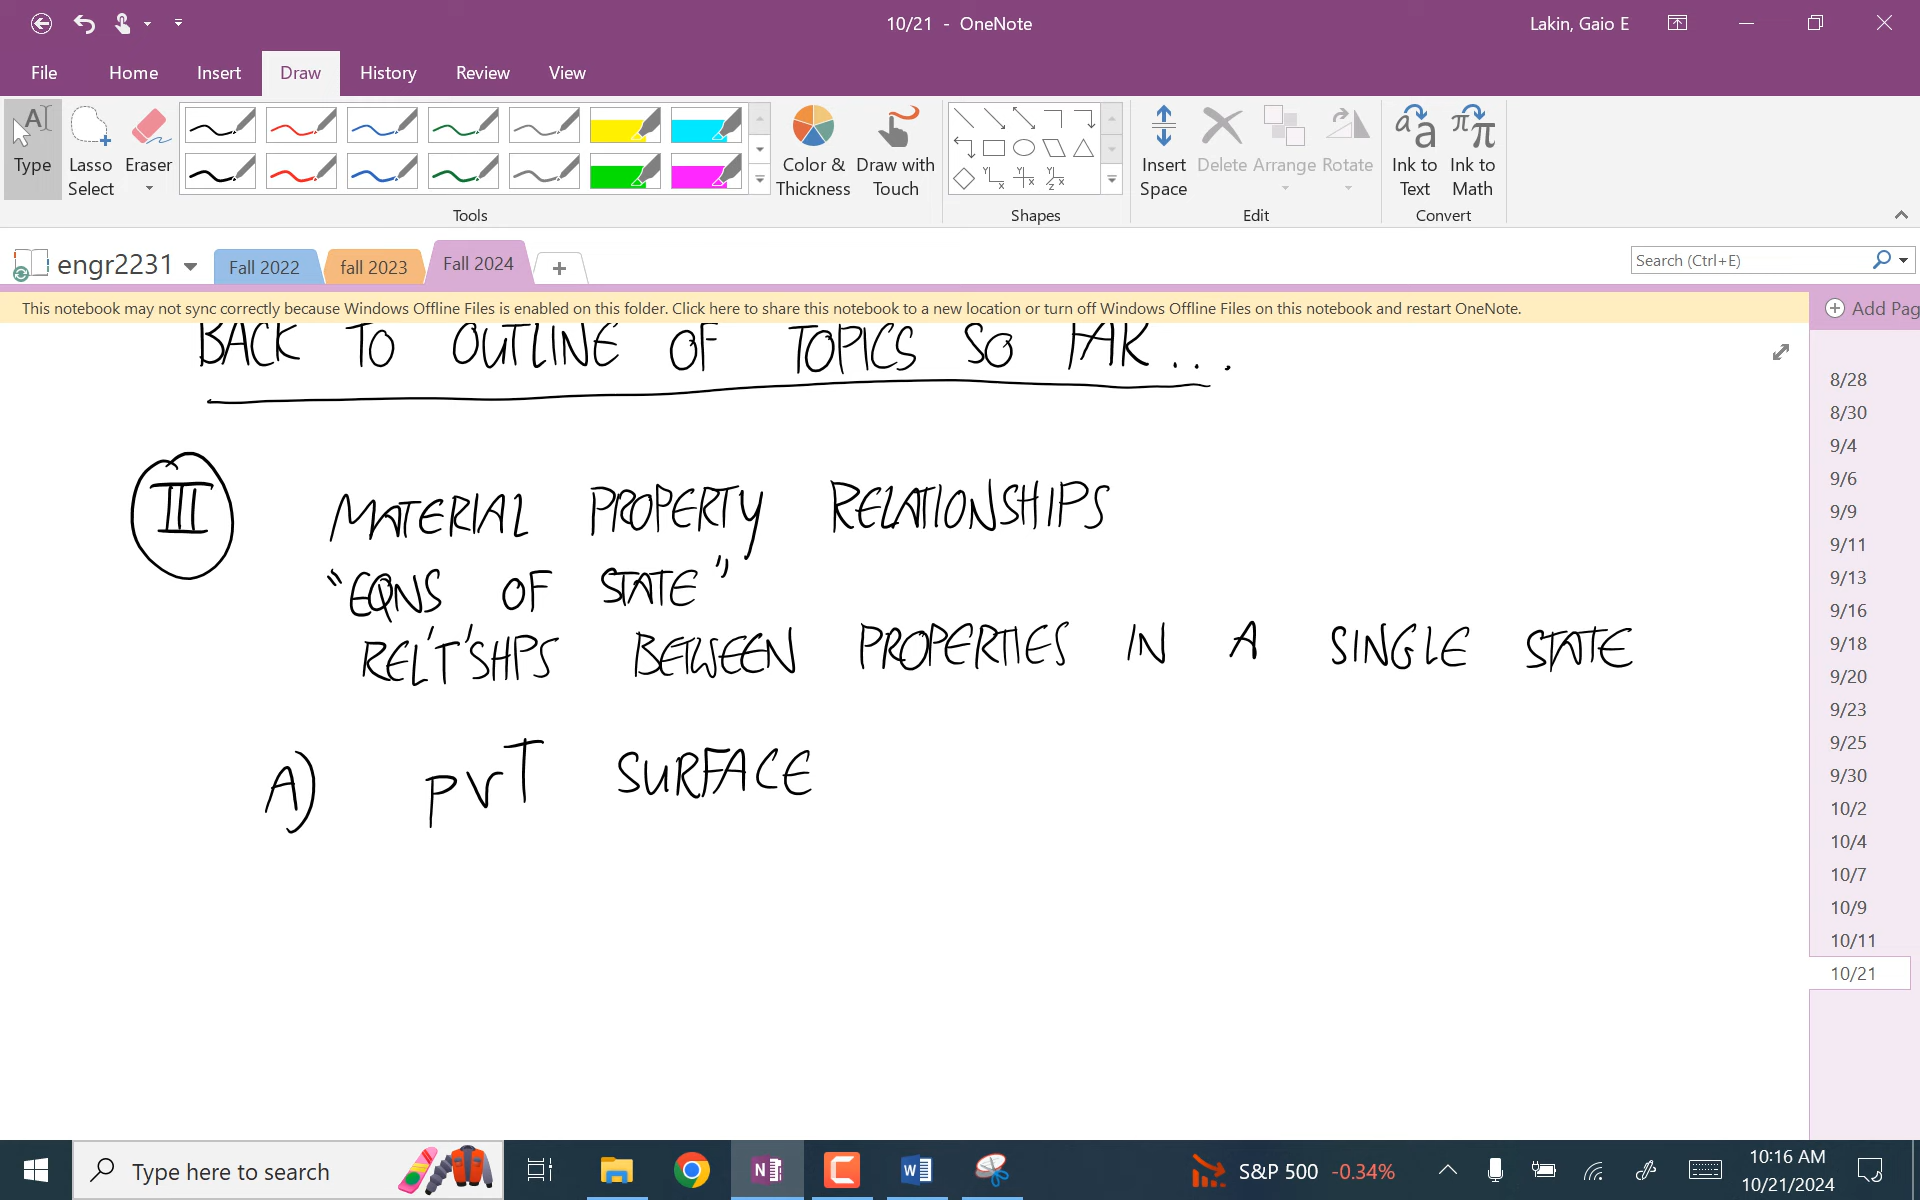 10/21 - OneNote
Lakin, Gaio E
File Home Insert Draw History Review View
Type
Lasso Select
Eraser
Color & Thickness
Draw with Touch
Insert Space
Delete
Arrange
Rotate
Ink to Text
Ink to Math
Tools Shapes Edit Convert
engr2231 Fall 2022 fall 2023 Fall 2024
Search (Ctrl+E)
This notebook may not sync correctly because Windows Offline Files is enabled on this folder. Click here to share this notebook to a new location or turn off Windows Offline Files on this notebook and restart OneNote.
Add Pag
BACK TO OUTLINE OF TOPICS SO FAR...
III MATERIAL PROPERTY RELATIONSHIPS
"EQNS OF STATE"
REL'T'SHPS BETWEEN PROPERTIES IN A SINGLE STATE
A) pvT SURFACE
8/28
8/30
9/4
9/6
9/9
9/11
9/13
9/16
9/18
9/20
9/23
9/25
9/30
10/2
10/4
10/7
10/9
10/11
10/21
Type here to search
S&P 500 -0.34%
10:16 AM
10/21/2024